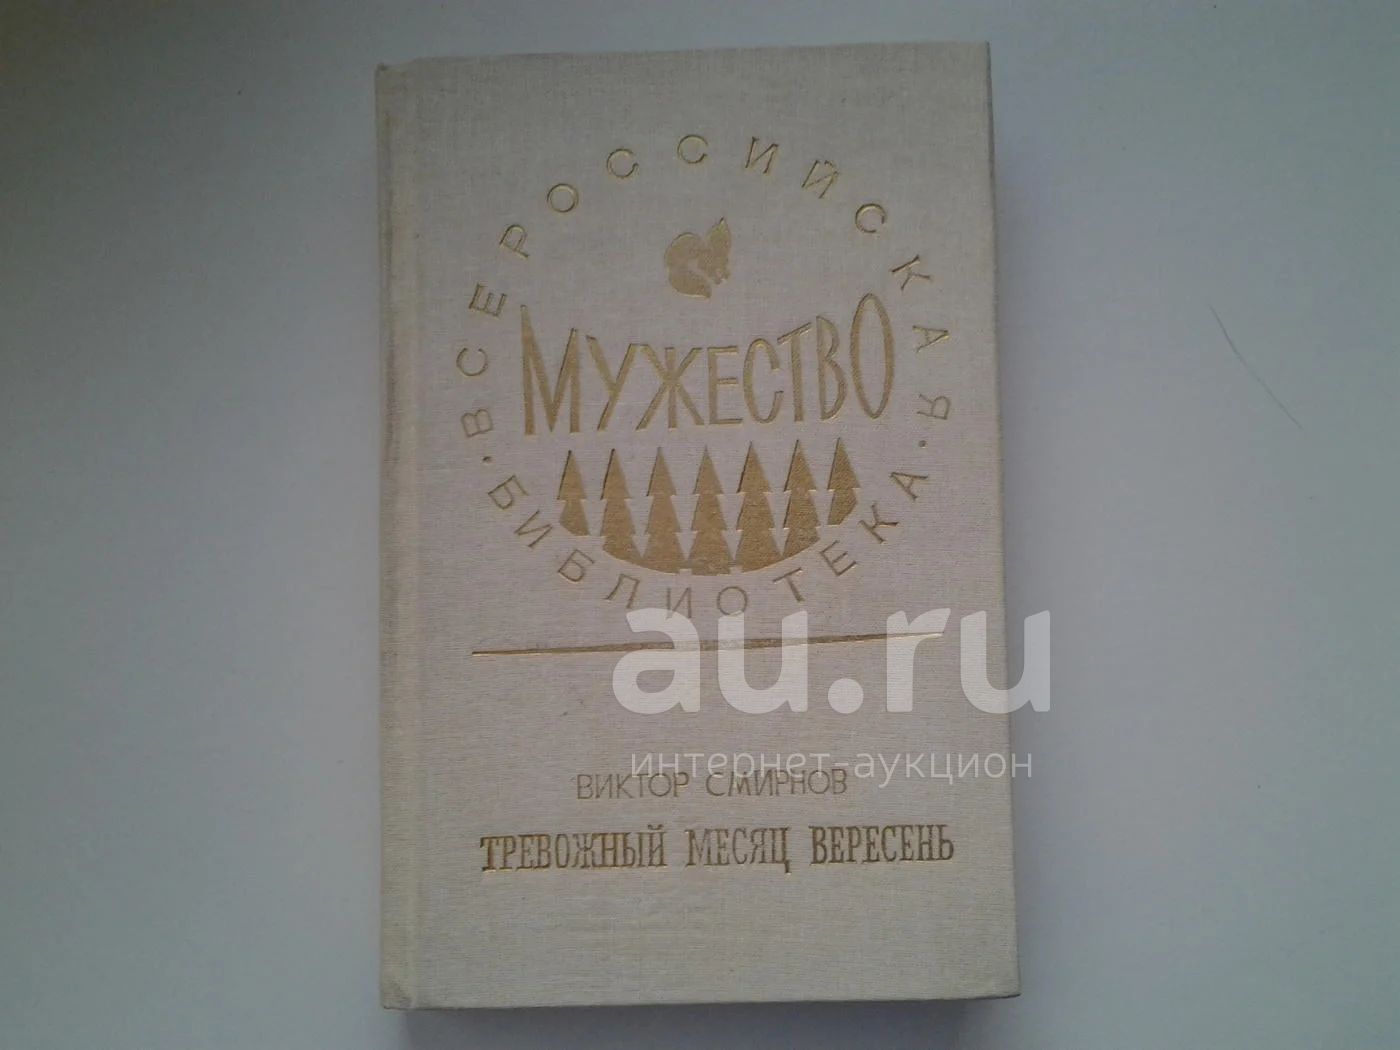 ВСЕРОССИЙСКАЯ
МУЖЕСТВО
БИБЛИОТЕКА
au.ru
интернет-аукцион
ВИКТОР СМИРНОВ
ТРЕВОЖНЫЙ МЕСЯЦ ВЕРЕСЕНЬ